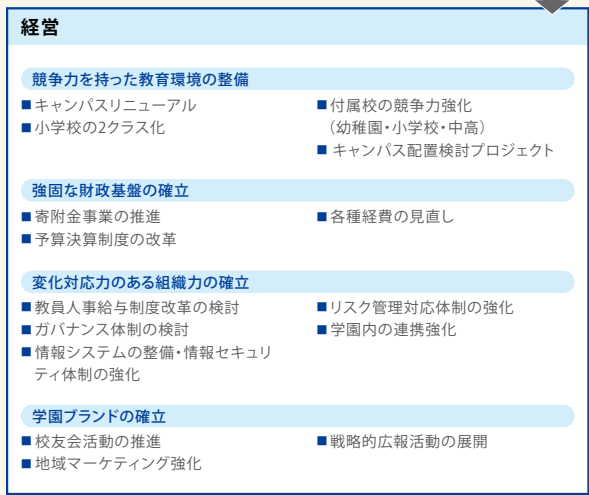 経営
競争力を持った教育環境の整備
■キャンパスリニューアル
■小学校の2クラス化
■付属校の競争力強化
（幼稚園・小学校・中高）
■ キャンパス配置検討プロジェクト
強固な財政基盤の確立
■寄附金事業の推進
■予算決算制度の改革
■各種経費の見直し
変化対応力のある組織力の確立
■教員人事給与制度改革の検討
■ガバナンス体制の検討
■情報システムの整備・情報セキュリ
ティ体制の強化
■リスク管理対応体制の強化
■学園内の連携強化
学園ブランドの確立
■校友会活動の推進
■地域マーケティング強化
■戦略的広報活動の展開